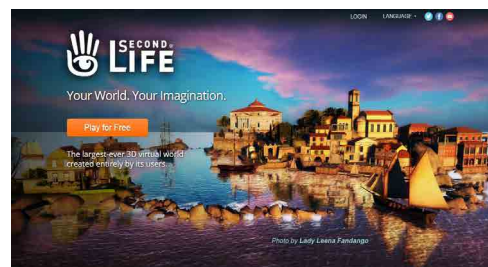 LOGIN LANGUAGE
SECOND
LIFE
Your World. Your Imagination.
Play for Free
The largest-ever 3D virtual world
created entirely by its users.
Photo by Lady Leena Fandango